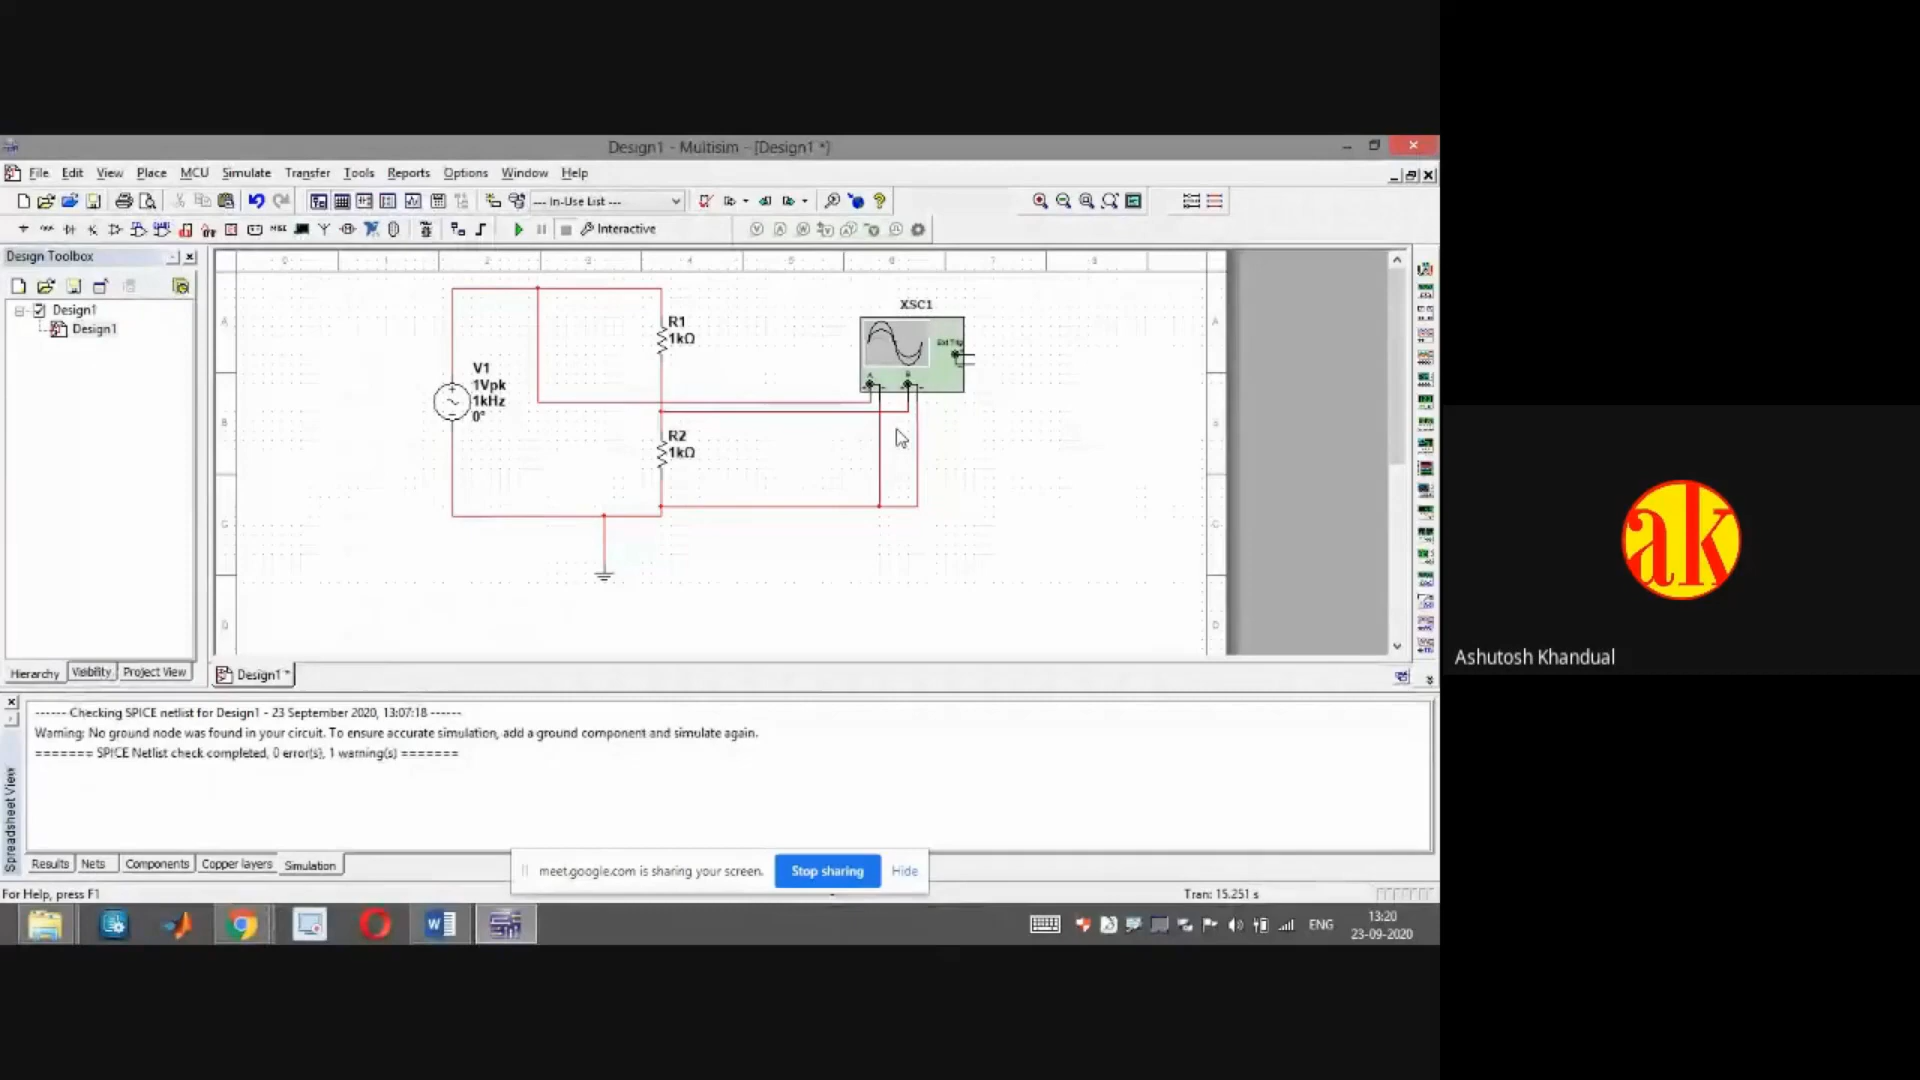 Design1 - Multisim - [Design1 *]
File Edit View Place MCU Simulate Transfer Tools Reports Options Window Help
--- In-Use List ---
Interactive
Design Toolbox
Design1
Design1
XSC1
Ext Trig
A
B
R1
1kΩ
V1
1Vpk
1kHz
0°
R2
1kΩ
ak
Ashutosh Khandual
Hierarchy Visibility Project View
Design1 *
------ Checking SPICE netlist for Design1 - 23 September 2020, 13:07:18 ------
Warning: No ground node was found in your circuit. To ensure accurate simulation, add a ground component and simulate again.
======= SPICE Netlist check completed, 0 error(s), 1 warning(s) =======
Spreadsheet View
Results Nets Components Copper layers Simulation
meet.google.com is sharing your screen. Stop sharing Hide
For Help, press F1
Tran: 15.251 s
ENG
13:20
23-09-2020